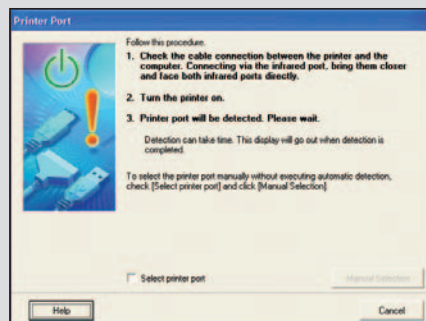 Printer Port
Follow this procedure.
1. Check the cable connection between the printer and the
computer. Connecting via the infrared port, bring them closer
and face both infrared ports directly.
2. Turn the printer on.
3. Printer port will be detected. Please wait.
Detection can take time. This display will go out when detection is
completed.
To select the printer port manually without executing automatic detection,
check [Select printer port] and click [Manual Selection].
Select printer port
Manual Selection
Help
Cancel